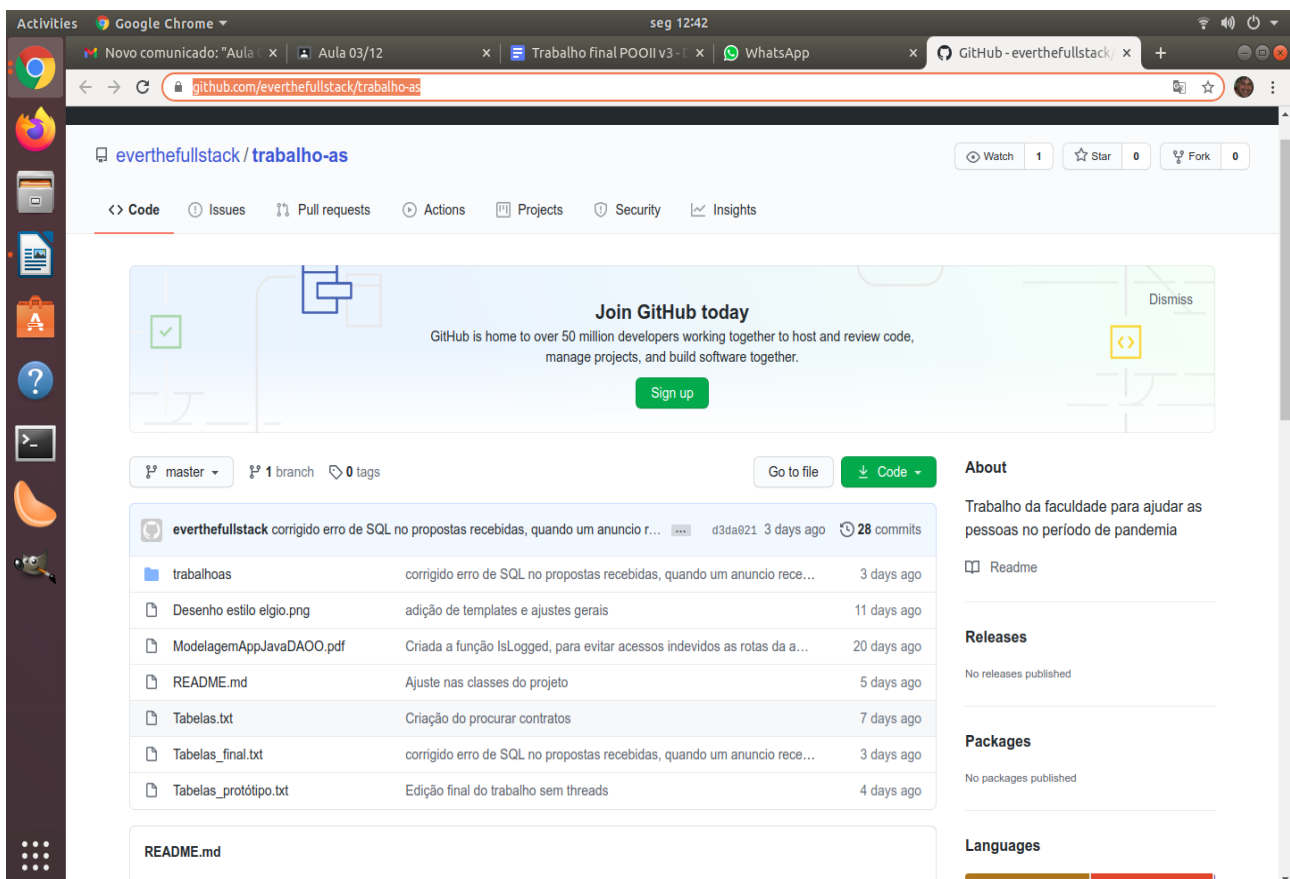 Activities Google Chrome seg 12:42
Novo comunicado: "Aula Aula 03/12 Trabalho final POOII v3 - WhatsApp GitHub - everthefullstack/
github.com/everthefullstack/trabalho-as
everthefullstack / trabalho-as
Watch 1 Star 0 Fork 0
Code Issues Pull requests Actions Projects Security Insights
Join GitHub today
Dismiss
GitHub is home to over 50 million developers working together to host and review code,
manage projects, and build software together.
Sign up
master 1 branch 0 tags Go to file Code
everthefullstack corrigido erro de SQL no propostas recebidas, quando um anuncio r... ... d3da021 3 days ago 28 commits
trabalhoas corrigido erro de SQL no propostas recebidas, quando um anuncio rece... 3 days ago
Desenho estilo elgio.png adição de templates e ajustes gerais 11 days ago
ModelagemAppJavaDAOO.pdf Criada a função IsLogged, para evitar acessos indevidos as rotas da a... 20 days ago
README.md Ajuste nas classes do projeto 5 days ago
Tabelas.txt Criação do procurar contratos 7 days ago
Tabelas_final.txt corrigido erro de SQL no propostas recebidas, quando um anuncio rece... 3 days ago
Tabelas_protótipo.txt Edição final do trabalho sem threads 4 days ago
README.md
About
Trabalho da faculdade para ajudar as
pessoas no período de pandemia
Readme
Releases
No releases published
Packages
No packages published
Languages